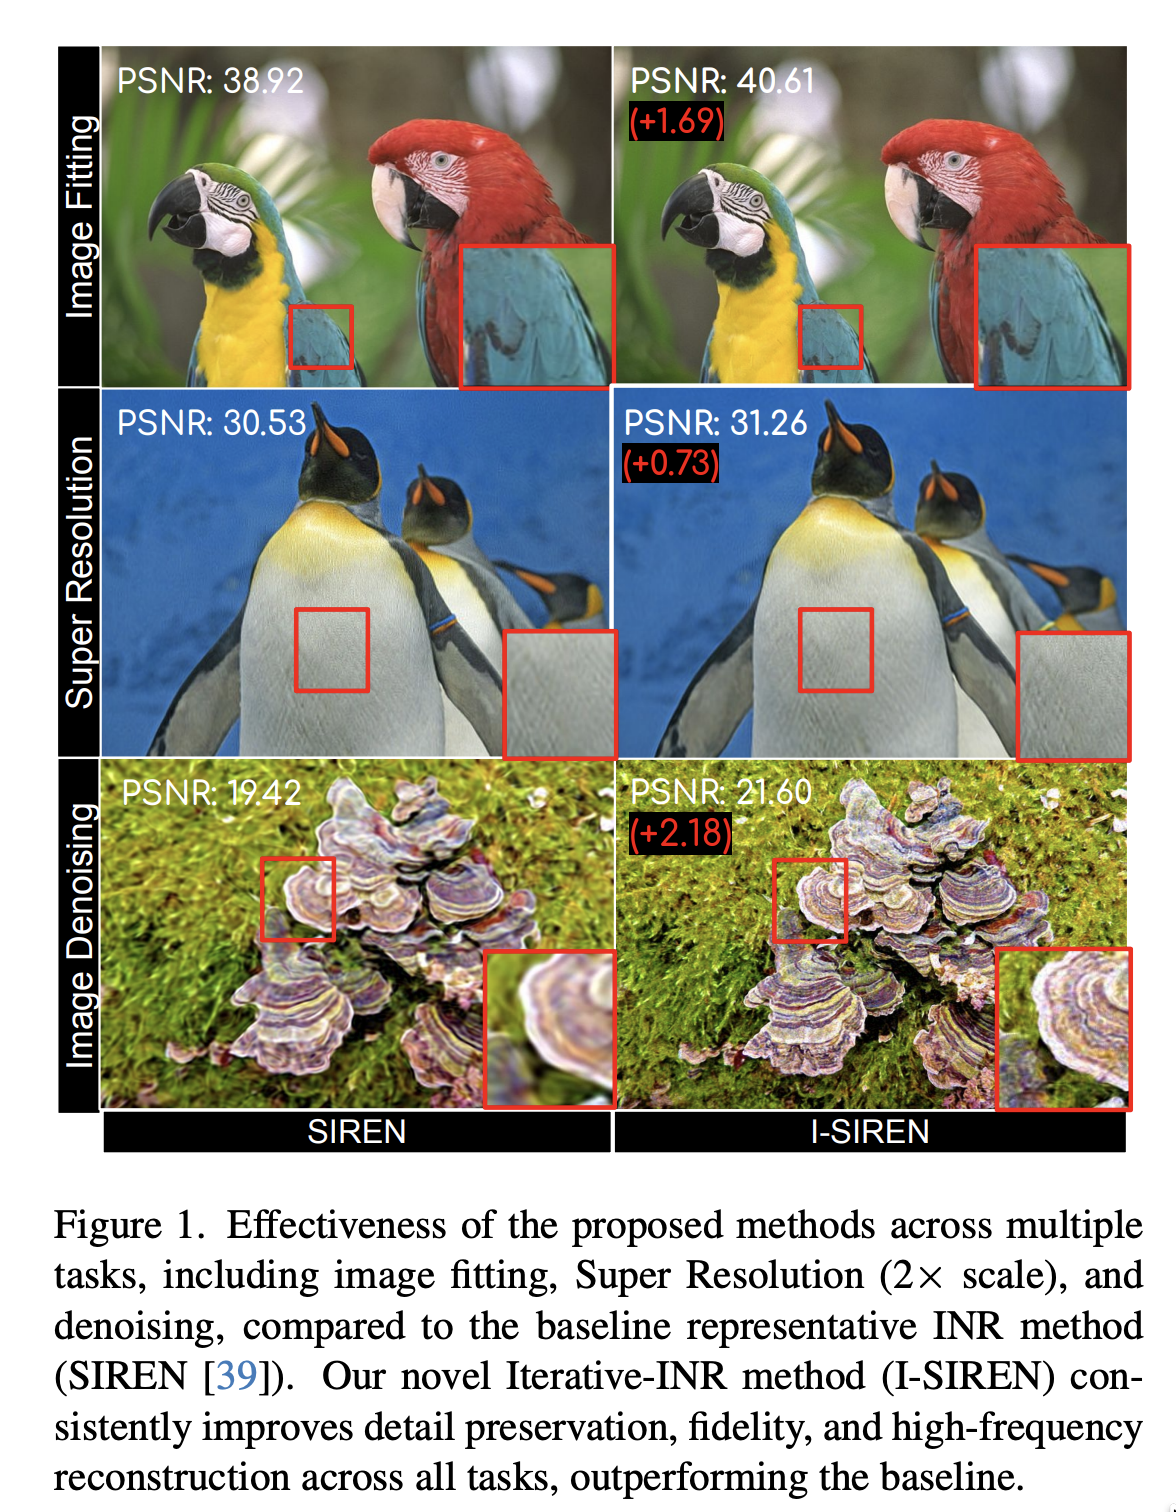 Image Fitting
PSNR: 38.92
PSNR: 40.61
(+1.69)
Super Resolution
PSNR: 30.53
PSNR: 31.26
(+0.73)
Image Denoising
PSNR: 19.42
PSNR: 21.60
(+2.18)
SIREN
I-SIREN
Figure 1. Effectiveness of the proposed methods across multiple
tasks, including image fitting, Super Resolution (2× scale), and
denoising, compared to the baseline representative INR method
(SIREN [39]). Our novel Iterative-INR method (I-SIREN) con-
sistently improves detail preservation, fidelity, and high-frequency
reconstruction across all tasks, outperforming the baseline.